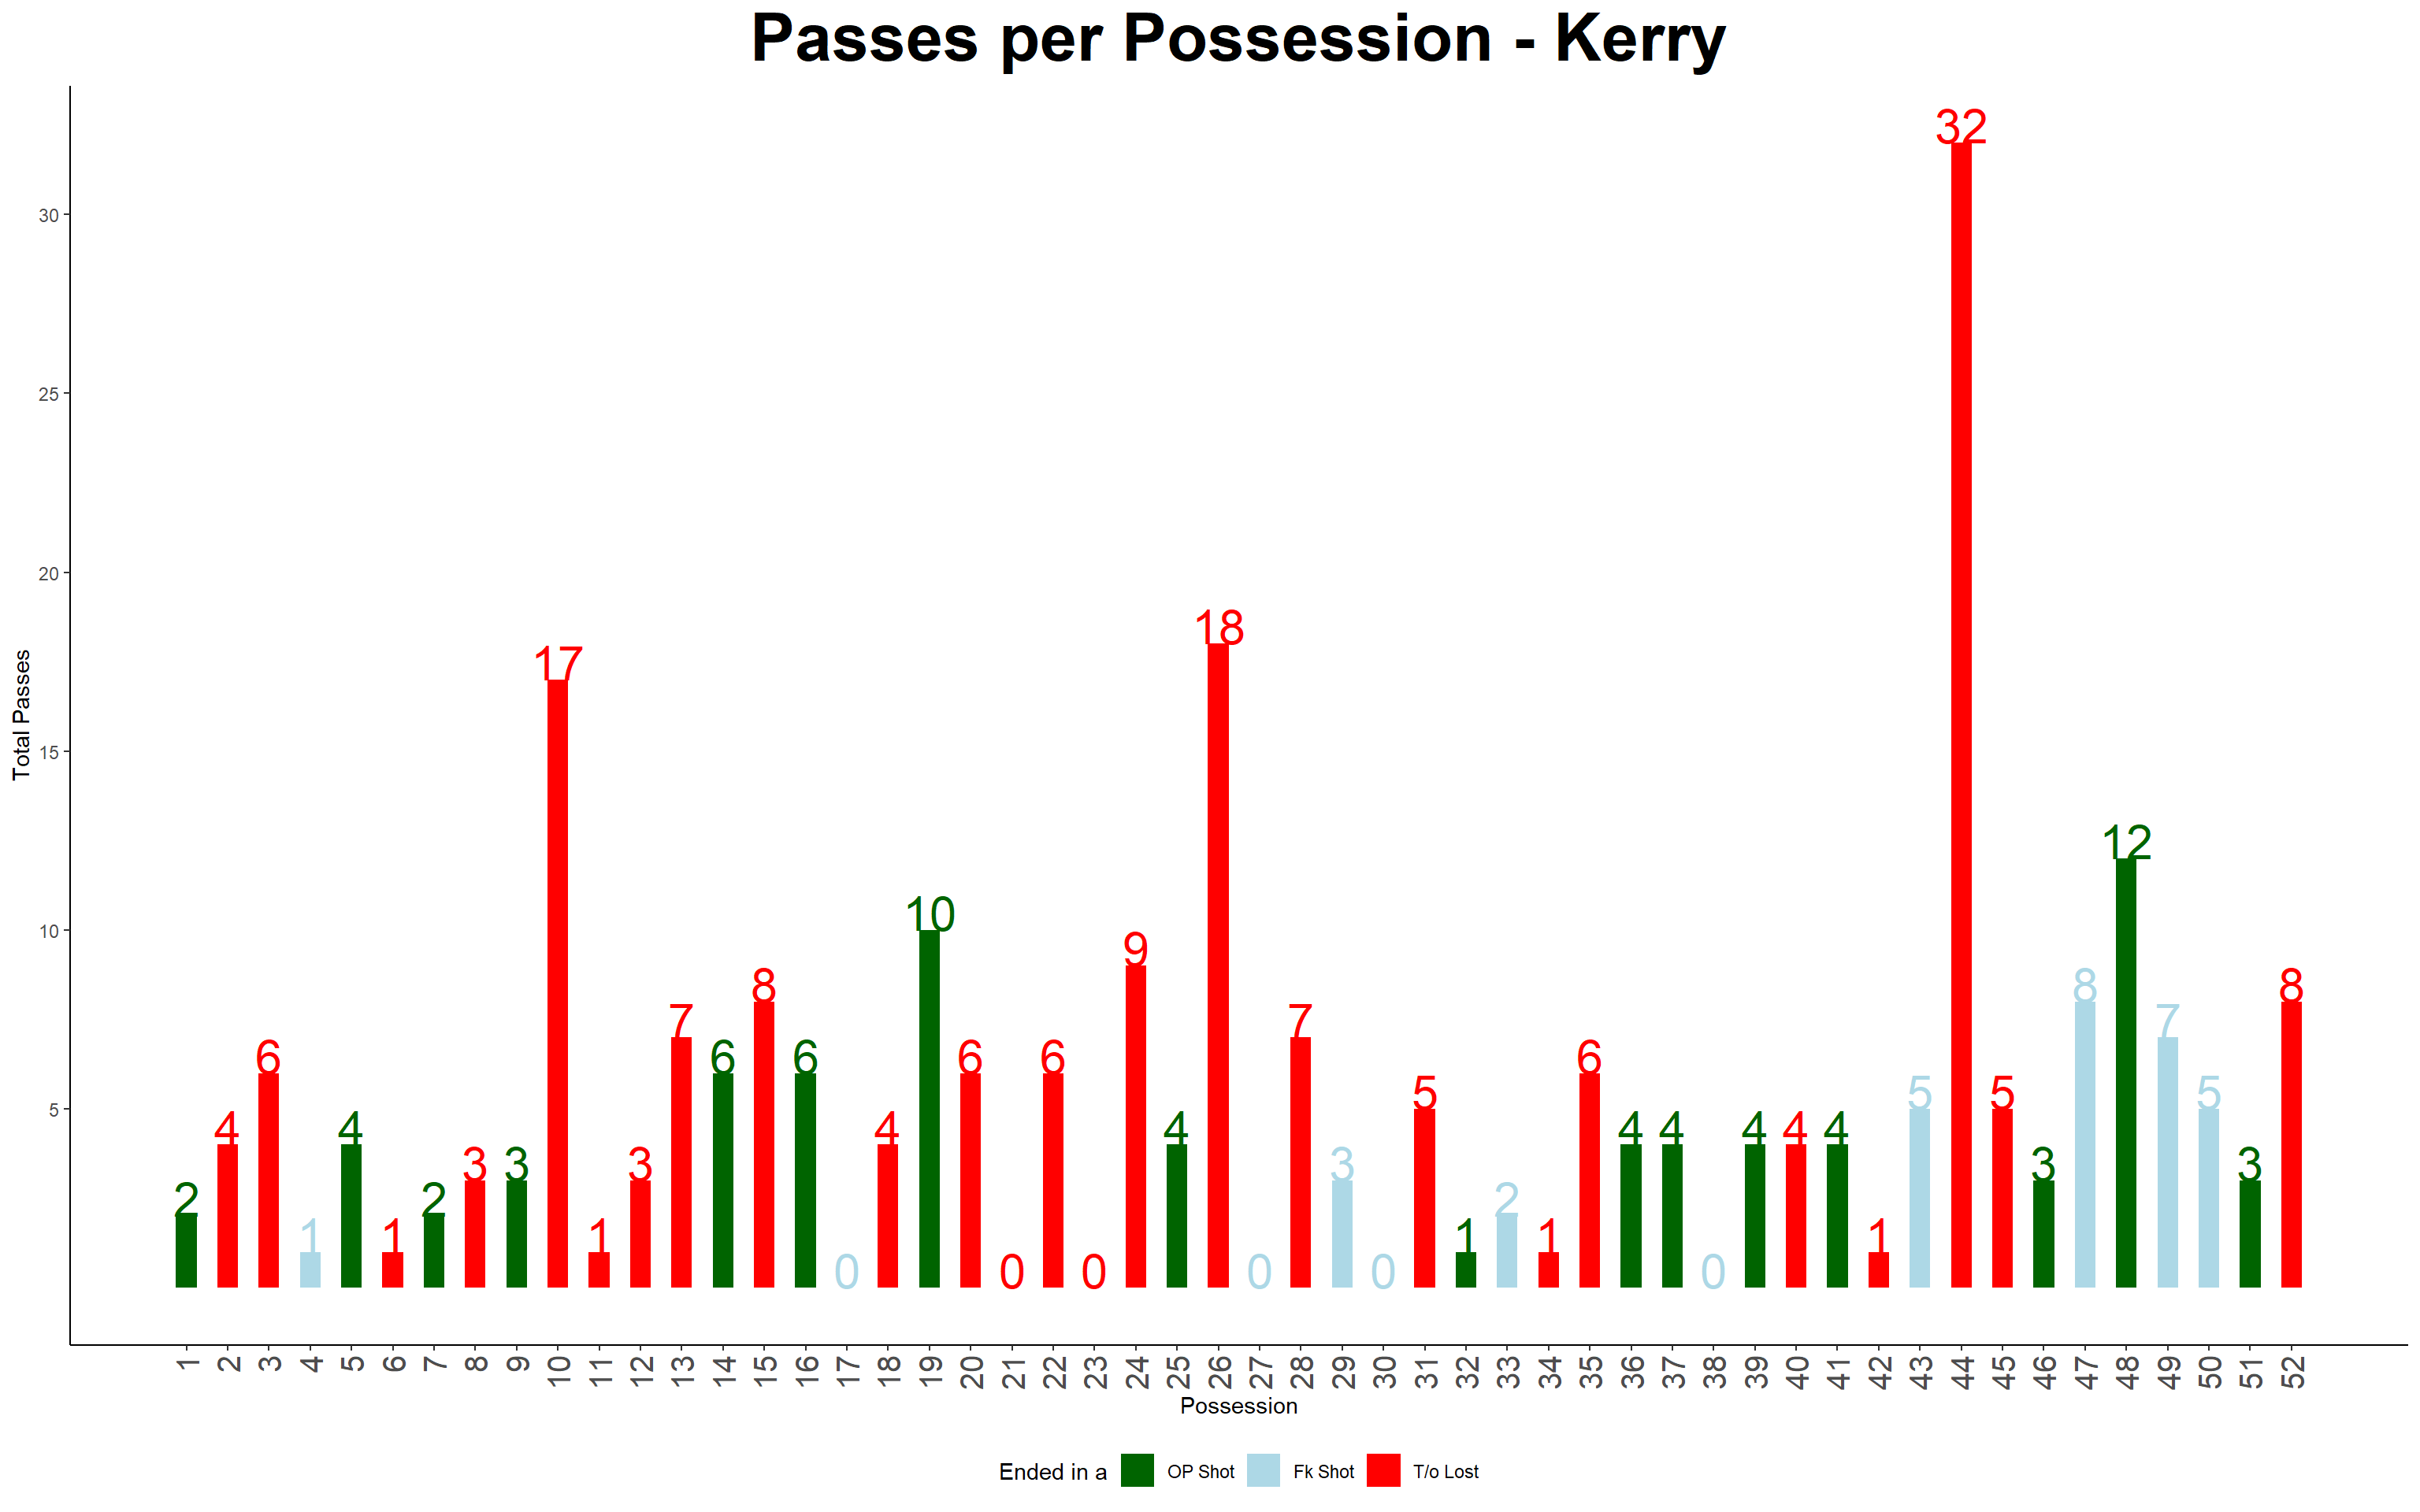 Passes per Possession - Kerry
Total Passes
30
25
20
15
10
5
2 4 6 1 4 1 2 3 3 17 1 3 7 6 8 6 0 4 10 6 0 6 0 9 4 18 0 7 3 0 5 1 2 1 6 4 4 0 4 4 4 1 5 32 5 3 8 12 7 5 3 8
1 2 3 4 5 6 7 8 9 10 11 12 13 14 15 16 17 18 19 20 21 22 23 24 25 26 27 28 29 30 31 32 33 34 35 36 37 38 39 40 41 42 43 44 45 46 47 48 49 50 51 52
Possession
Ended in a OP Shot Fk Shot T/o Lost